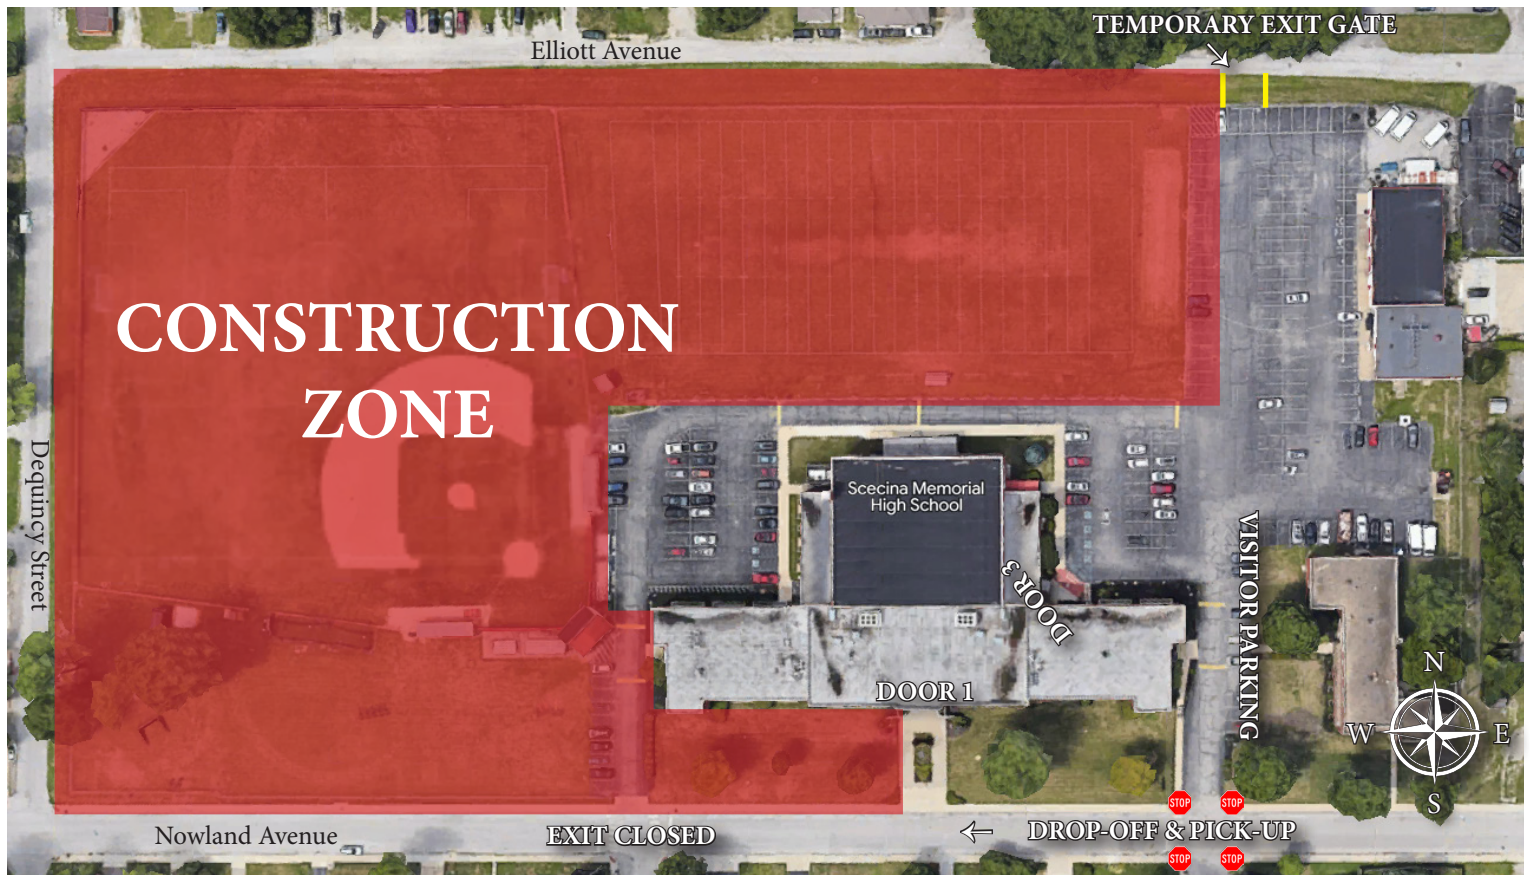 TEMPORARY EXIT GATE
Elliott Avenue
CONSTRUCTION
ZONE
Dequincy Street
Scecina Memorial
High School
DOOR 3
VISITOR PARKING
DOOR 1
N
W
E
S
STOP
STOP
Nowland Avenue
EXIT CLOSED
← DROP-OFF & PICK-UP
STOP
STOP